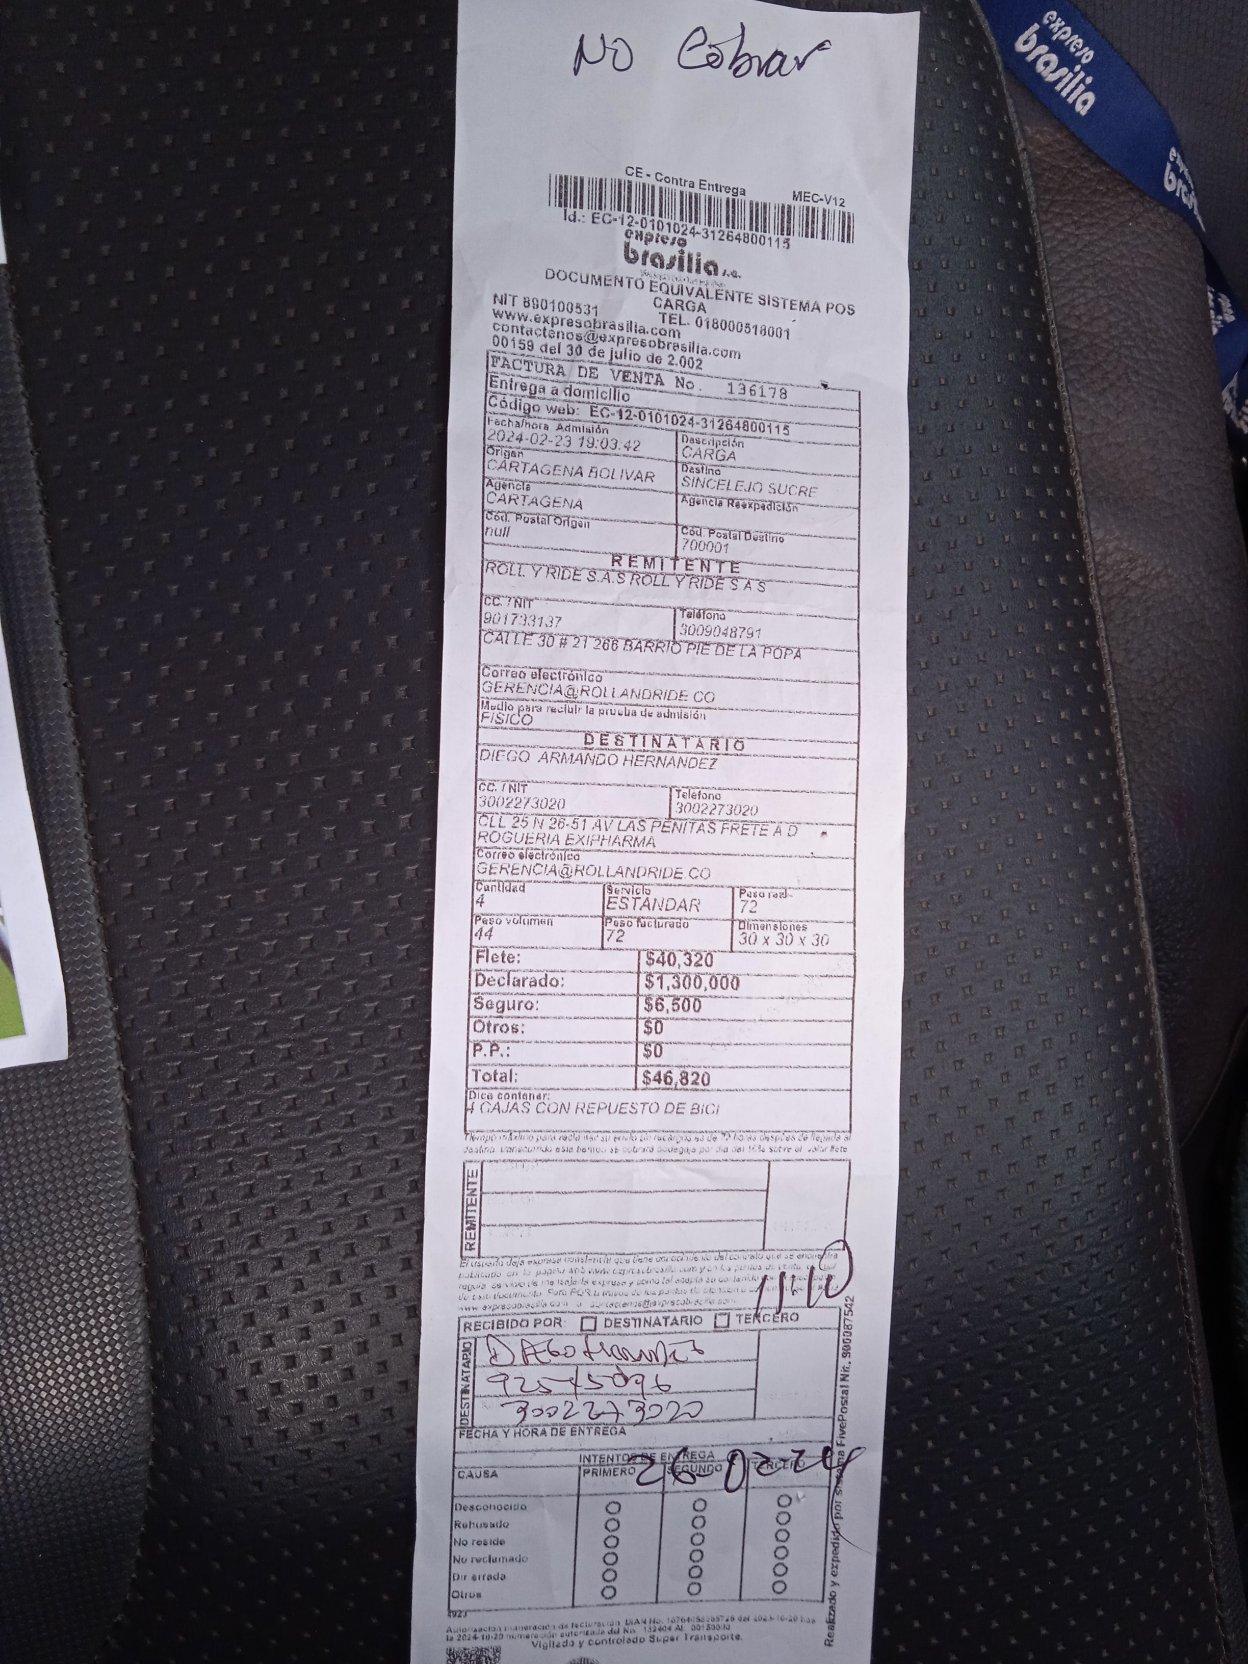 No Cobrar
expreso
brasilia
CE - Contra Entrega
MEC-V12
Id.: EC-12-0101024-31264800115
expreso
brasilia s.a.
DOCUMENTO EQUIVALENTE SISTEMA POS
CARGA
NIT 890100531
TEL. 018000518001
www.expresobrasilia.com
contactenos@expresobrasilia.com
00159 del 30 de julio de 2.002
FACTURA DE VENTA No. 136178
Entrega a domicilio
Código web: EC-12-0101024-31264800115
Fecha/hora Admisión
2024-02-23 19:03:42
Descripción
CARGA
Origen
CARTAGENA BOLIVAR
Destino
SINCELEJO SUCRE
Agencia
CARTAGENA
Agencia Reexpedición
Cód. Postal Origen
null
Cód. Postal Destino
700001
REMITENTE
ROLL Y RIDE S.A.S ROLL Y RIDE S A S
CC. / NIT
901733137
Teléfono
3009048791
CALLE 30 # 21 266 BARRIO PIE DE LA POPA
Correo electrónico
GERENCIA@ROLLANDRIDE CO
Medio para recibir la prueba de admisión
FISICO
DESTINATARIO
DIEGO ARMANDO HERNANDEZ
CC. / NIT
3002273020
Teléfono
3002273020
CLL 25 N 26-51 AV LAS PENITAS FRETE A D
ROGUERIA EXIPHARMA
Correo electrónico
GERENCIA@ROLLANDRIDE CO
Cantidad
4
Servicio
ESTÁNDAR
Peso real
72
Peso volumen
44
Peso facturado
72
Dimensiones
30 x 30 x 30
Flete: $40,320
Declarado: $1,300,000
Seguro: $6,500
Otros: $0
P.P.: $0
Total: $46,820
Dice contener:
4 CAJAS CON REPUESTO DE BICI
REMITENTE
11:10
RECIBIDO POR: DESTINATARIO TERCERO
DESTINATARIO
3002273020
FECHA Y HORA DE ENTREGA
INTENTOS DE ENTREGA
CAUSA PRIMERO SEGUNDO TERCERO
Desconocido
Rehusado
No reside
No reclamado
Dir errada
Otros
4923
Vigilado y controlado Super Transporte.